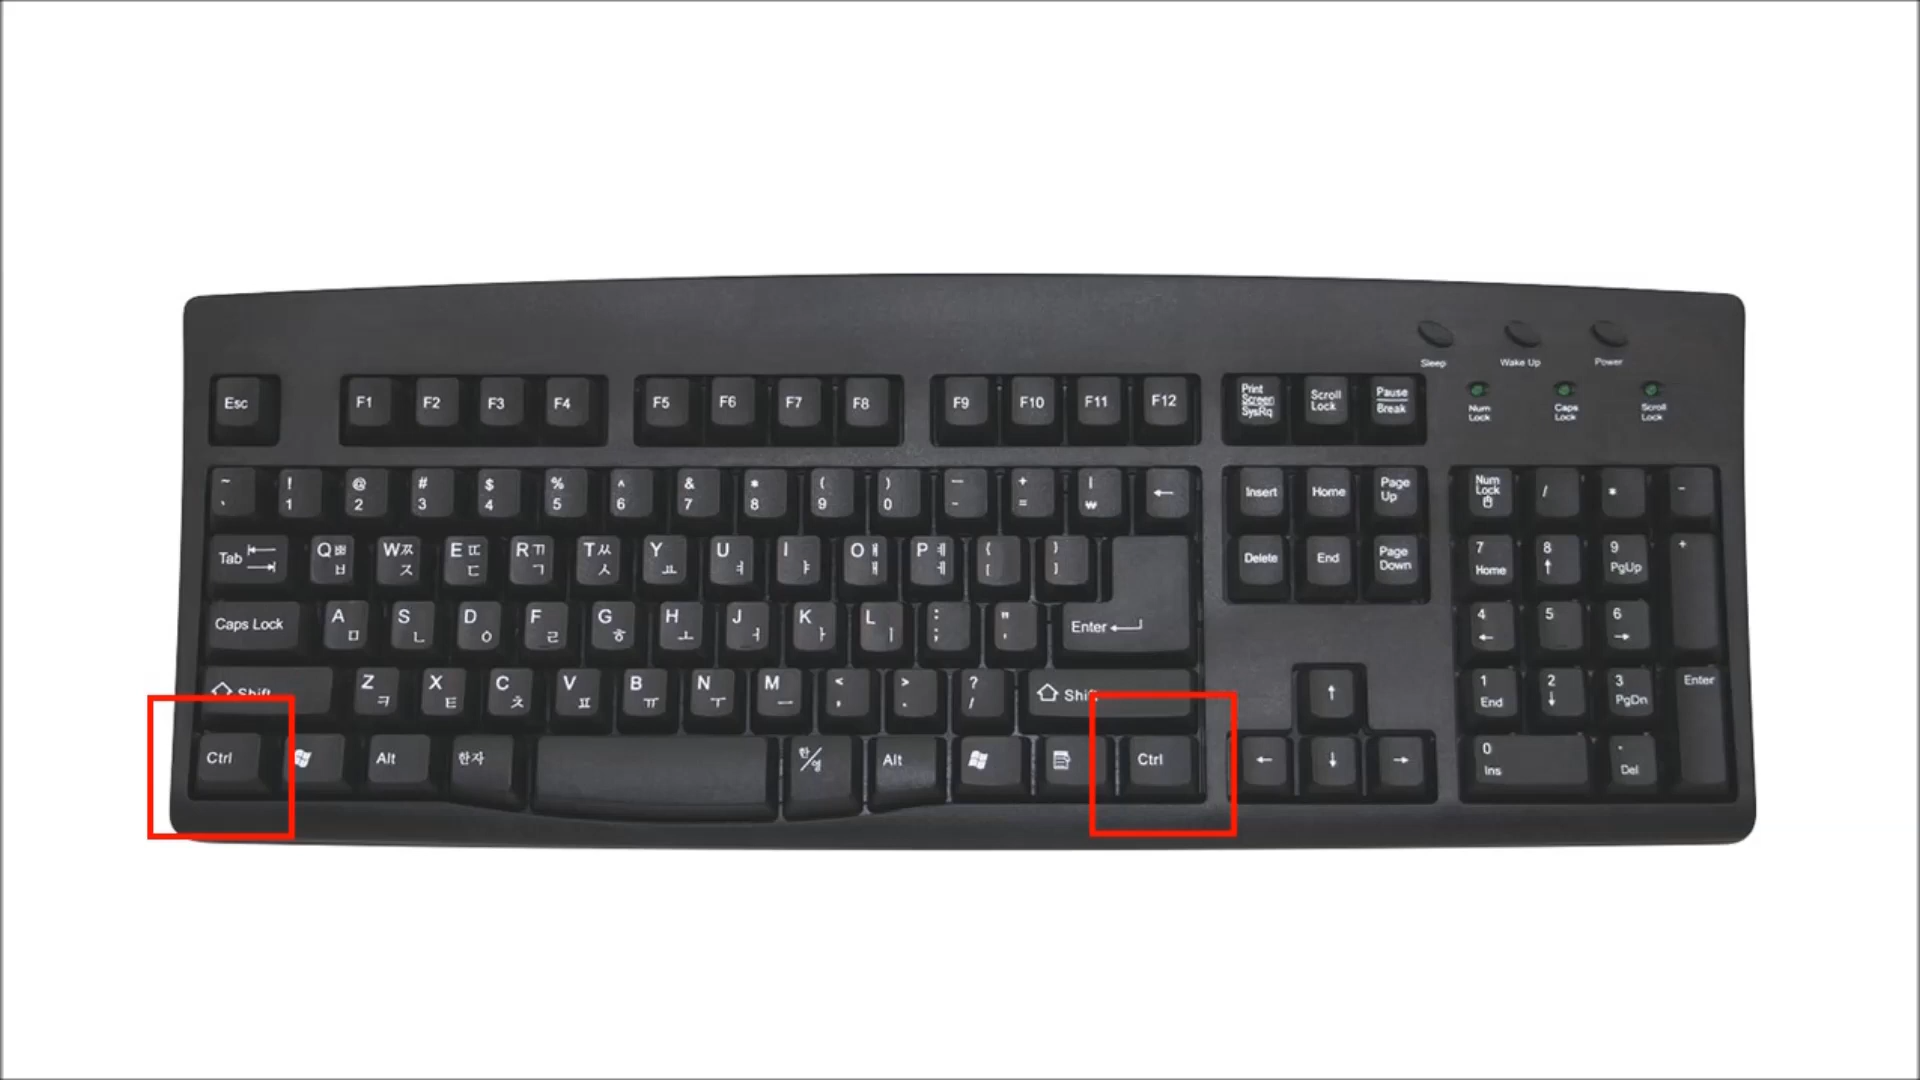 Sleep Wake Up Power
Esc F1 F2 F3 F4 F5 F6 F7 F8 F9 F10 F11 F12 Print Screen SysRq Scroll Lock Pause Break Num Lock Caps Lock Scroll Lock
~ ` ! 1 @ 2 # 3 $ 4 % 5 ^ 6 & 7 * 8 ( 9 ) 0 — - + = | ₩ ← Insert Home Page Up Num Lock / * -
Tab Q ㅃ ㅂ W ㅉ ㅈ E ㄸ ㄷ R ㄲ ㄱ T ㅆ ㅅ Y ㅛ U ㅕ I ㅑ O ㅒ ㅐ P ㅖ ㅔ { [ } ] Delete End Page Down 7 Home 8 ↑ 9 PgUp +
Caps Lock A ㅁ S ㄴ D ㅇ F ㄹ G ㅎ H ㅗ J ㅓ K ㅏ L ㅣ : ; " ' Enter 4 ← 5 6 →
Shift Z ㅋ X ㅌ C ㅊ V ㅍ B ㅠ N ㅜ M ㅡ < , > . ? / Shift ↑ 1 End 2 ↓ 3 PgDn Enter
Ctrl Alt 한자 한/영 Alt Ctrl ← ↓ → 0 Ins . Del